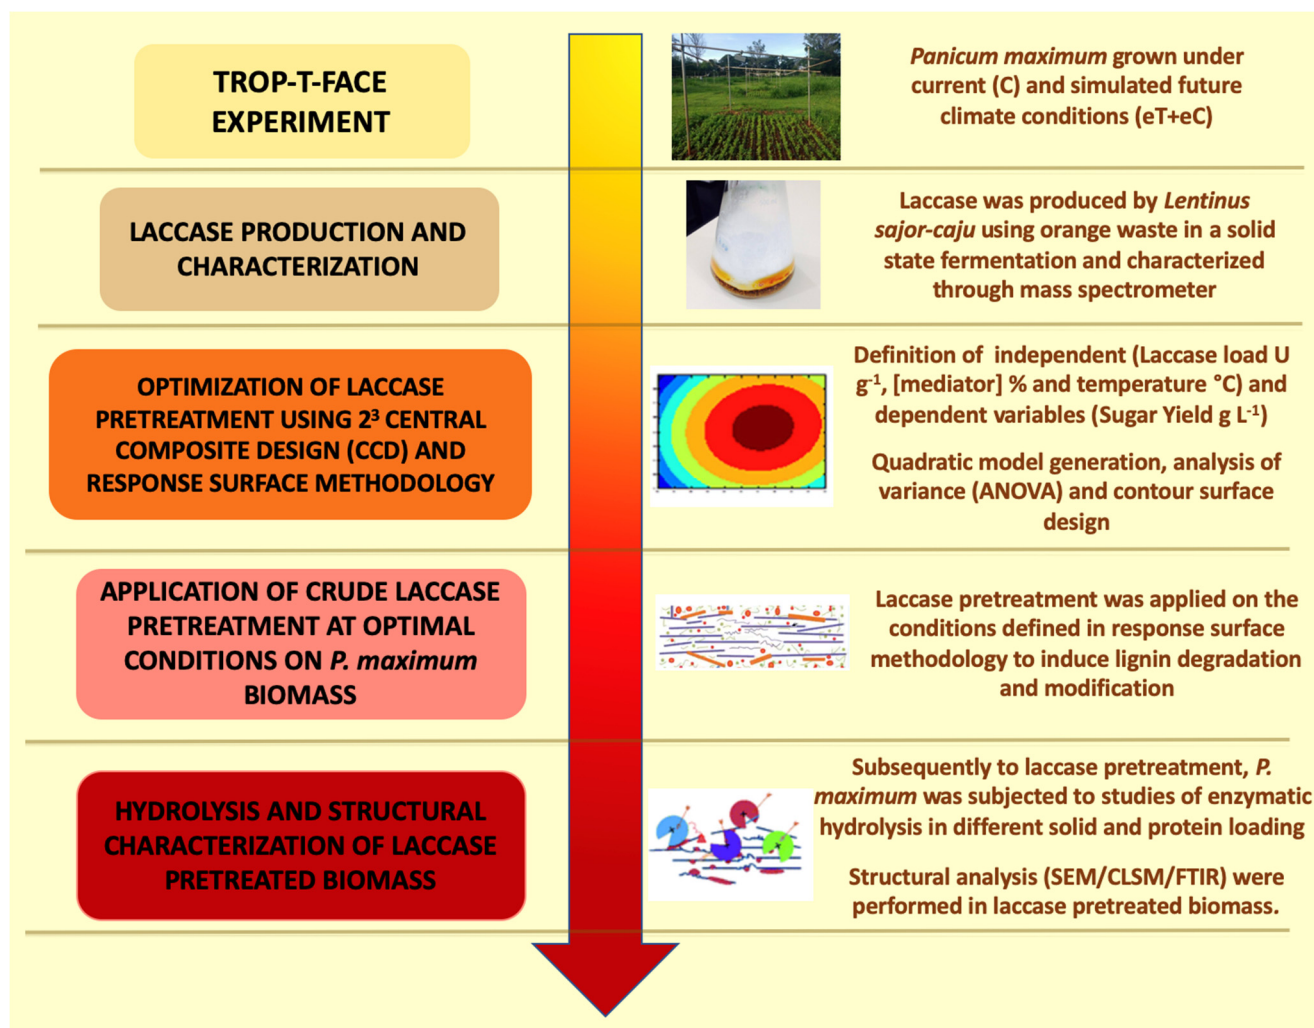 TROP-T-FACE
EXPERIMENT
Panicum maximum grown under
current (C) and simulated future
climate conditions (eT+eC)
LACCASE PRODUCTION AND
CHARACTERIZATION
Laccase was produced by Lentinus
sajor-caju using orange waste in a solid
state fermentation and characterized
through mass spectrometer
OPTIMIZATION OF LACCASE
PRETREATMENT USING 2³ CENTRAL
COMPOSITE DESIGN (CCD) AND
RESPONSE SURFACE METHODOLOGY
Definition of independent (Laccase load U
g⁻¹, [mediator] % and temperature °C) and
dependent variables (Sugar Yield g L⁻¹)
Quadratic model generation, analysis of
variance (ANOVA) and contour surface
design
APPLICATION OF CRUDE LACCASE
PRETREATMENT AT OPTIMAL
CONDITIONS ON P. maximum
BIOMASS
Laccase pretreatment was applied on the
conditions defined in response surface
methodology to induce lignin degradation
and modification
HYDROLYSIS AND STRUCTURAL
CHARACTERIZATION OF LACCASE
PRETREATED BIOMASS
Subsequently to laccase pretreatment, P.
maximum was subjected to studies of enzymatic
hydrolysis in different solid and protein loading
Structural analysis (SEM/CLSM/FTIR) were
performed in laccase pretreated biomass.